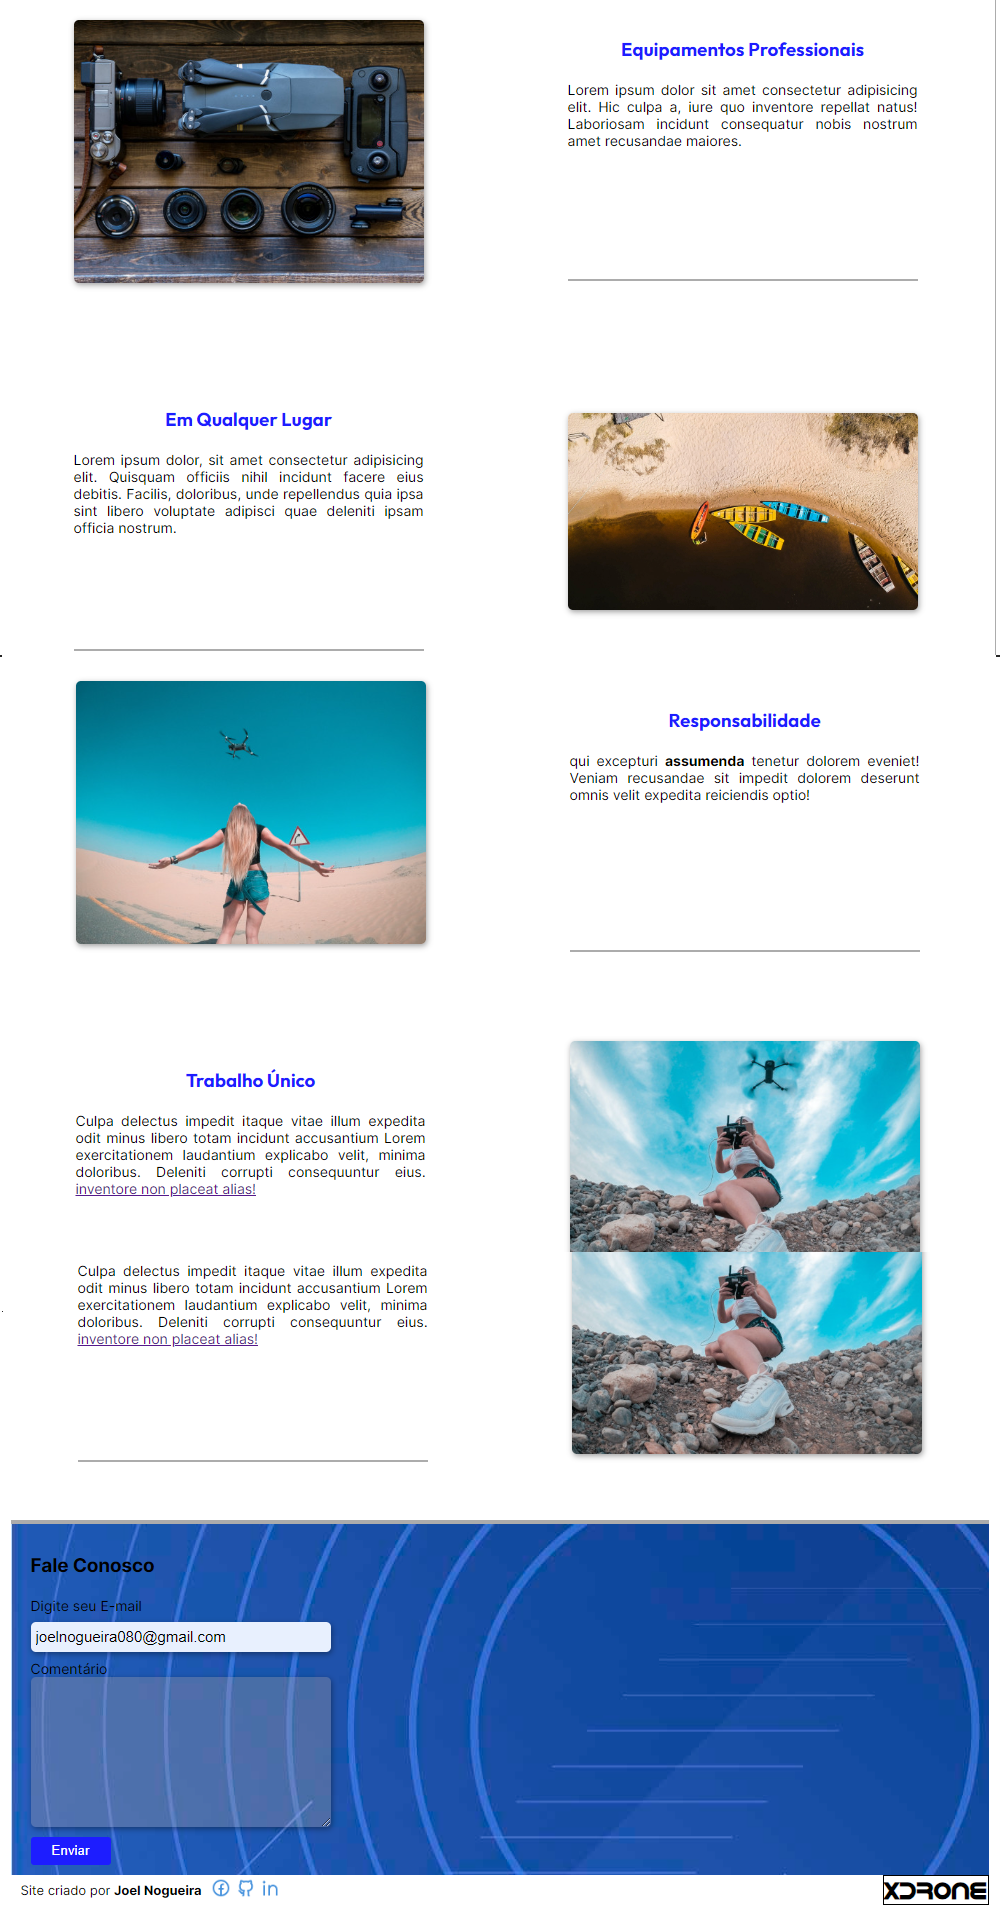 Equipamentos Professionais
Lorem ipsum dolor sit amet consectetur adipisicing
elit. Hic culpa a, iure quo inventore repellat natus!
Laboriosam incidunt consequatur nobis nostrum
amet recusandae maiores.
Em Qualquer Lugar
Lorem ipsum dolor, sit amet consectetur adipisicing
elit. Quisquam officiis nihil incidunt facere eius
debitis. Facilis, doloribus, unde repellendus quia ipsa
sint libero voluptate adipisci quae deleniti ipsam
officia nostrum.
Responsabilidade
qui excepturi assumenda tenetur dolorem eveniet!
Veniam recusandae sit impedit dolorem deserunt
omnis velit expedita reiciendis optio!
Trabalho Único
Culpa delectus impedit itaque vitae illum expedita
odit minus libero totam incidunt accusantium Lorem
exercitationem laudantium explicabo velit, minima
doloribus. Deleniti corrupti consequuntur eius.
inventore non placeat alias!
Culpa delectus impedit itaque vitae illum expedita
odit minus libero totam incidunt accusantium Lorem
exercitationem laudantium explicabo velit, minima
doloribus. Deleniti corrupti consequuntur eius.
inventore non placeat alias!
Fale Conosco
Digite seu E-mail
joelnogueira080@gmail.com
Comentário
Enviar
Site criado por Joel Nogueira
XDRONE